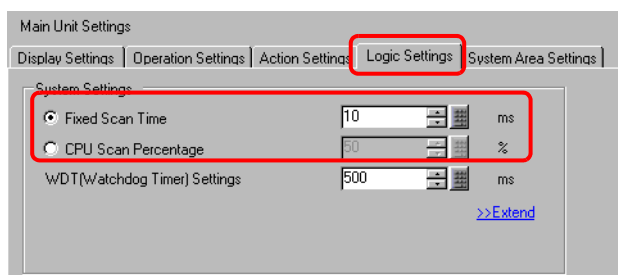 Main Unit Settings
Display Settings Operation Settings Action Settings Logic Settings System Area Settings
System Settings
Fixed Scan Time 10 ms
CPU Scan Percentage 50 %
WDT(Watchdog Timer) Settings 500 ms
>>Extend